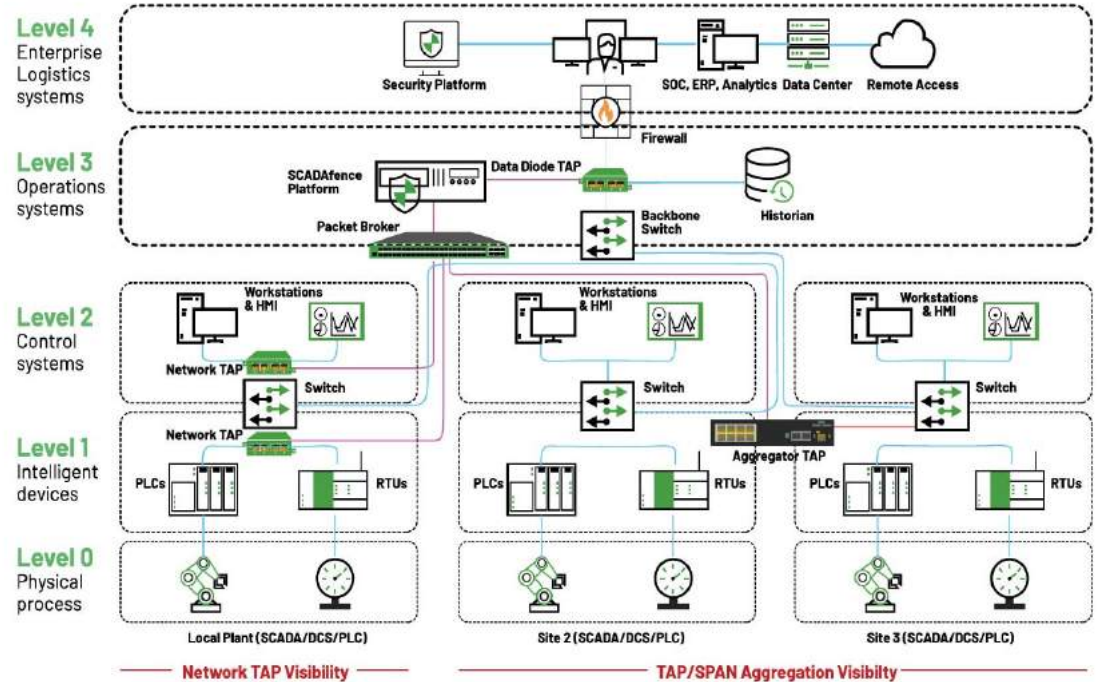 Level 4
Enterprise
Logistics
systems
Security Platform
SOC, ERP, Analytics
Data Center
Remote Access
Firewall
Level 3
Operations
systems
SCADAfence
Platform
Data Diode TAP
Historian
Packet Broker
Backbone
Switch
Level 2
Control
systems
Workstations
& HMI
Network TAP
Switch
Workstations
& HMI
Switch
Workstations
& HMI
Switch
Level 1
Intelligent
devices
Network TAP
PLCs
RTUs
PLCs
RTUs
Aggregator TAP
PLCs
RTUs
Level 0
Physical
process
Local Plant (SCADA/DCS/PLC)
Site 2 (SCADA/DCS/PLC)
Site 3 (SCADA/DCS/PLC)
Network TAP Visibility
TAP/SPAN Aggregation Visibilty